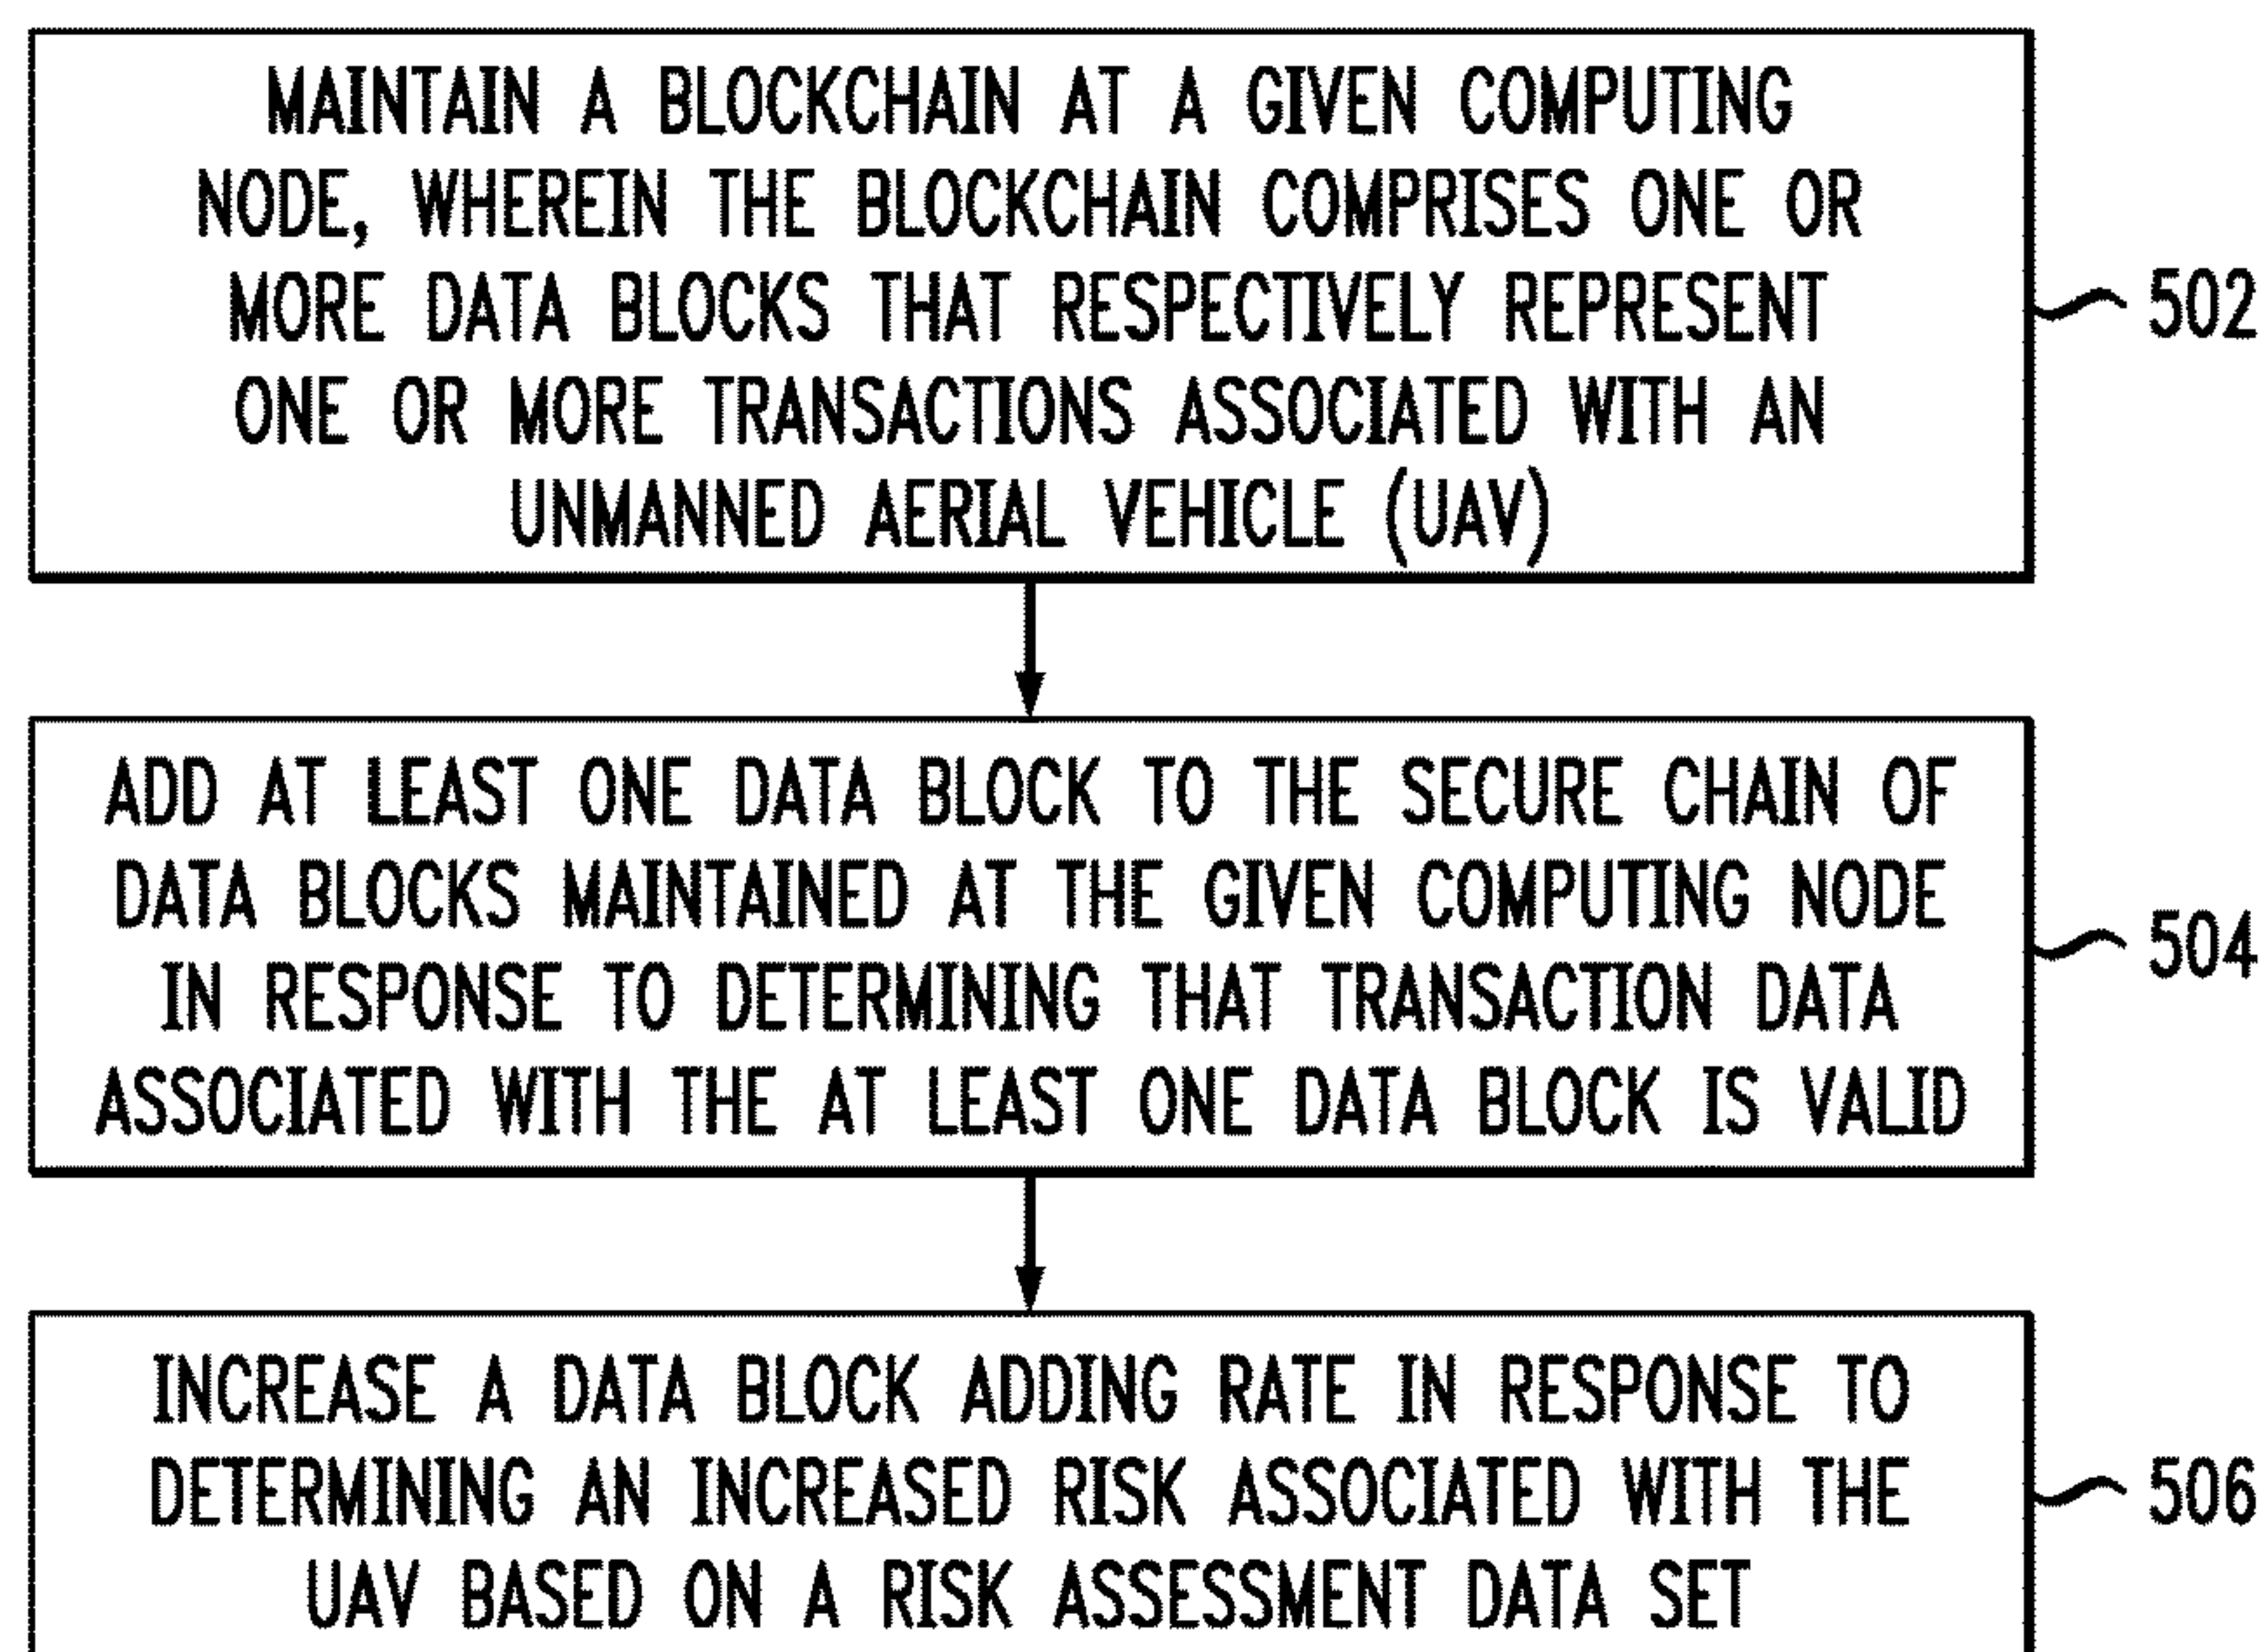 MAINTAIN A BLOCKCHAIN AT A GIVEN COMPUTING
NODE, WHEREIN THE BLOCKCHAIN COMPRISES ONE OR
MORE DATA BLOCKS THAT RESPECTIVELY REPRESENT
ONE OR MORE TRANSACTIONS ASSOCIATED WITH AN
UNMANNED AERIAL VEHICLE (UAV)
502
ADD AT LEAST ONE DATA BLOCK TO THE SECURE CHAIN OF
DATA BLOCKS MAINTAINED AT THE GIVEN COMPUTING NODE
IN RESPONSE TO DETERMINING THAT TRANSACTION DATA
ASSOCIATED WITH THE AT LEAST ONE DATA BLOCK IS VALID
504
INCREASE A DATA BLOCK ADDING RATE IN RESPONSE TO
DETERMINING AN INCREASED RISK ASSOCIATED WITH THE
UAV BASED ON A RISK ASSESSMENT DATA SET
506